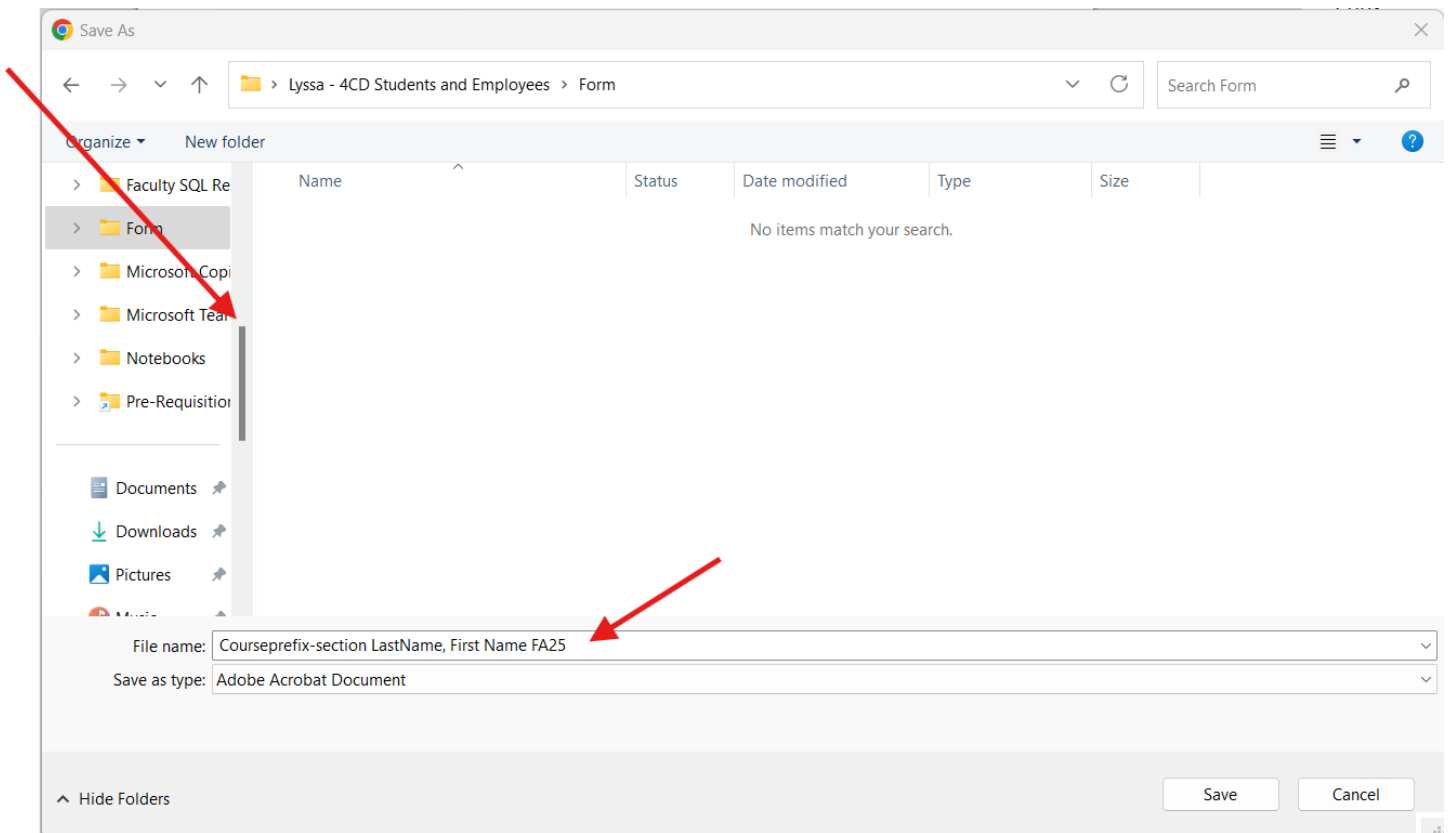 Save As
Lyssa - 4CD Students and Employees > Form
Search Form
Organize
New folder
Name
Status
Date modified
Type
Size
Faculty SQL Re
Form
No items match your search.
Microsoft Copi
Microsoft Tear
Notebooks
Pre-Requisition
Documents
Downloads
Pictures
File name: Courseprefix-section LastName, First Name FA25
Save as type: Adobe Acrobat Document
Hide Folders
Save
Cancel